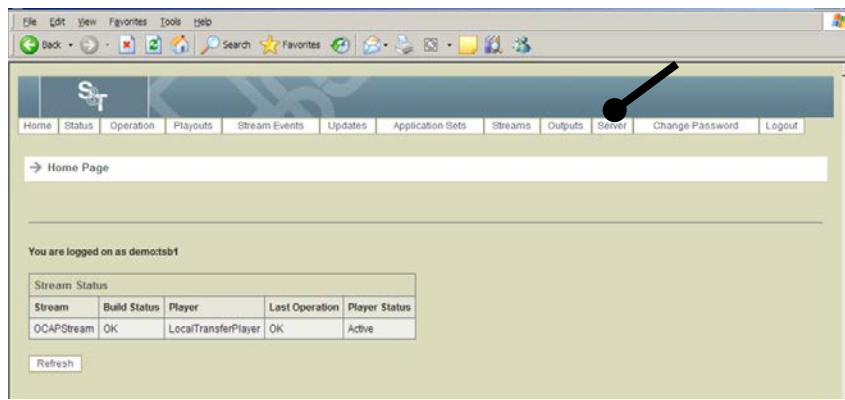 File Edit View Favorites Tools Help
Back Search Favorites
S&T
Home Status Operation Playouts Stream Events Updates Application Sets Streams Outputs Server Change Password Logout
→ Home Page
You are logged on as demo:tsb1
Stream Status
Stream Build Status Player Last Operation Player Status
OCAPStream OK LocalTransferPlayer OK Active
Refresh